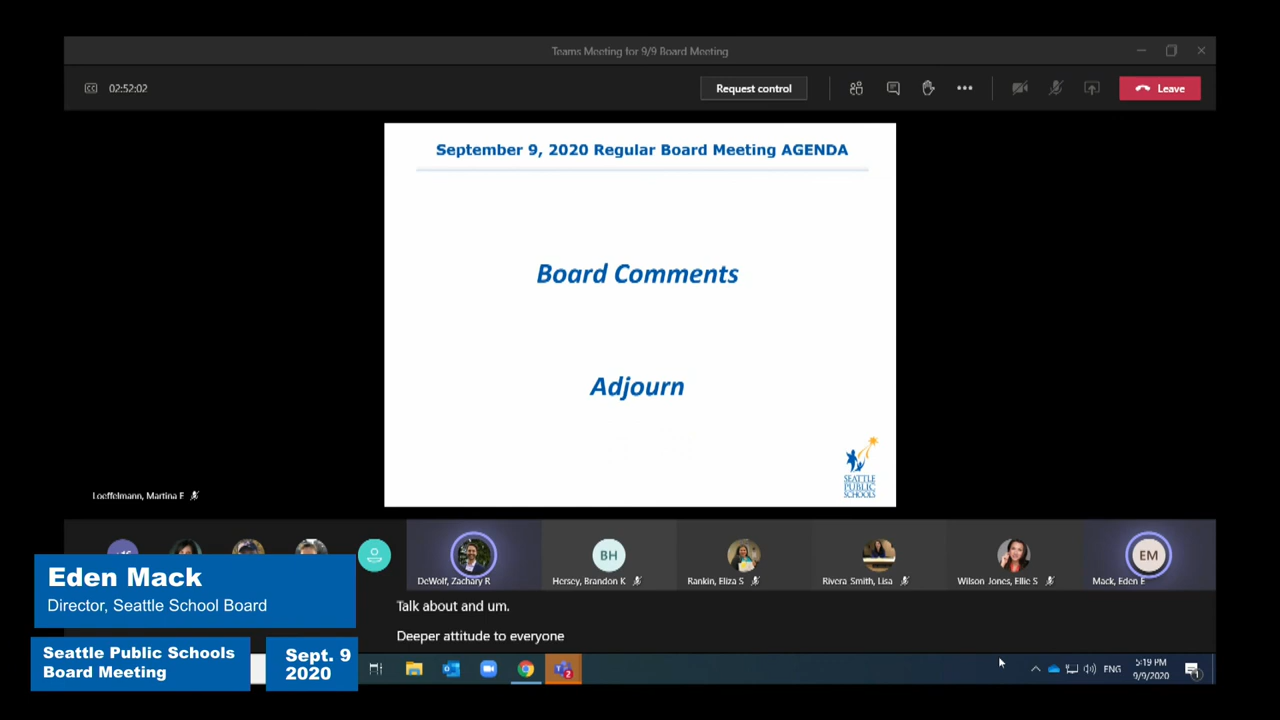 Teams Meeting for 9/9 Board Meeting
CC
02:52:02
Request control
Leave
September 9, 2020 Regular Board Meeting AGENDA
Board Comments
Adjourn
SEATTLE
PUBLIC
SCHOOLS
Loeffelmann, Martina F
DeWolf, Zachary R
BH
Hersey, Brandon K
Rankin, Eliza S
Rivera Smith, Lisa
Wilson Jones, Ellie S
EM
Mack, Eden E
Eden Mack
Director, Seattle School Board
Talk about and um.
Deeper attitude to everyone
Seattle Public Schools
Board Meeting
Sept. 9
2020
2
ENG
5:19 PM
9/9/2020
1